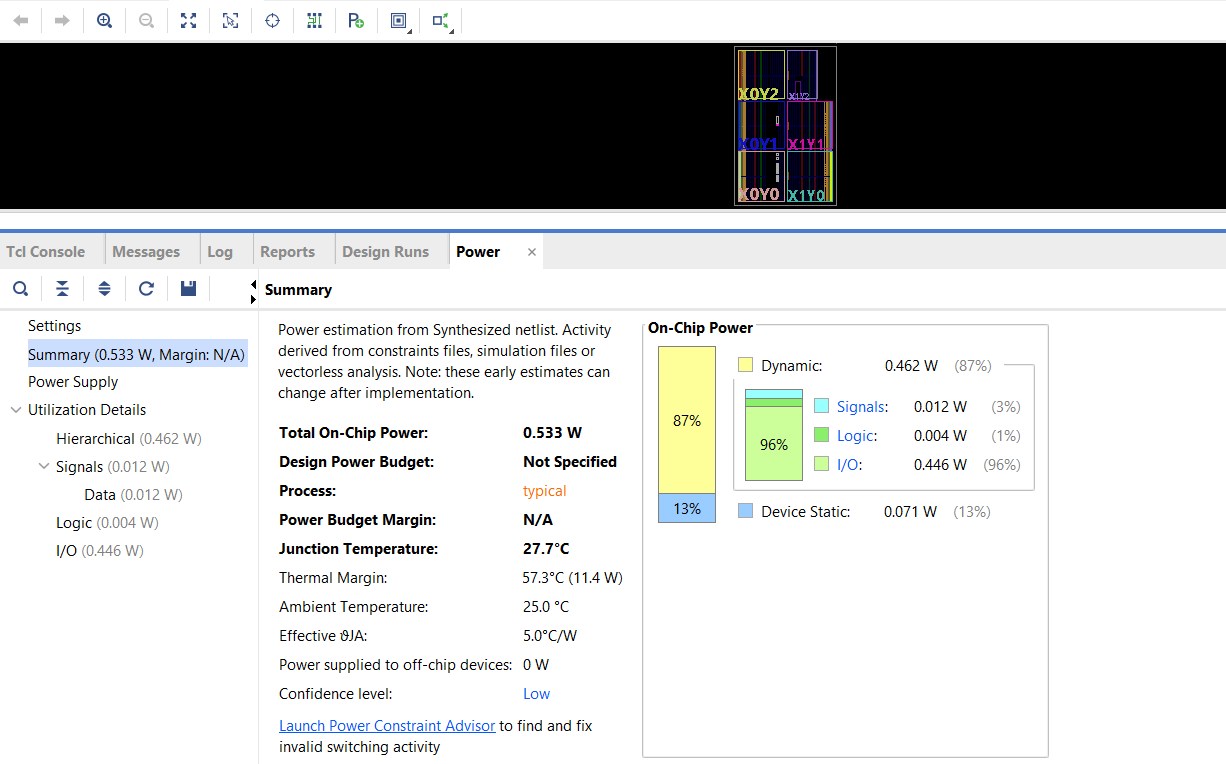 X0Y2
X1Y2
X0Y1
X1Y1
X0Y0
X1Y0
Tcl Console
Messages
Log
Reports
Design Runs
Power
Summary
Settings
Summary (0.533 W, Margin: N/A)
Power Supply
Utilization Details
Hierarchical (0.462 W)
Signals (0.012 W)
Data (0.012 W)
Logic (0.004 W)
I/O (0.446 W)
Power estimation from Synthesized netlist. Activity
derived from constraints files, simulation files or
vectorless analysis. Note: these early estimates can
change after implementation.
Total On-Chip Power: 0.533 W
Design Power Budget: Not Specified
Process: typical
Power Budget Margin: N/A
Junction Temperature: 27.7°C
Thermal Margin: 57.3°C (11.4 W)
Ambient Temperature: 25.0 °C
Effective ϑJA: 5.0°C/W
Power supplied to off-chip devices: 0 W
Confidence level: Low
Launch Power Constraint Advisor to find and fix
invalid switching activity
On-Chip Power
87%
13%
Dynamic: 0.462 W (87%)
96%
Signals: 0.012 W (3%)
Logic: 0.004 W (1%)
I/O: 0.446 W (96%)
Device Static: 0.071 W (13%)